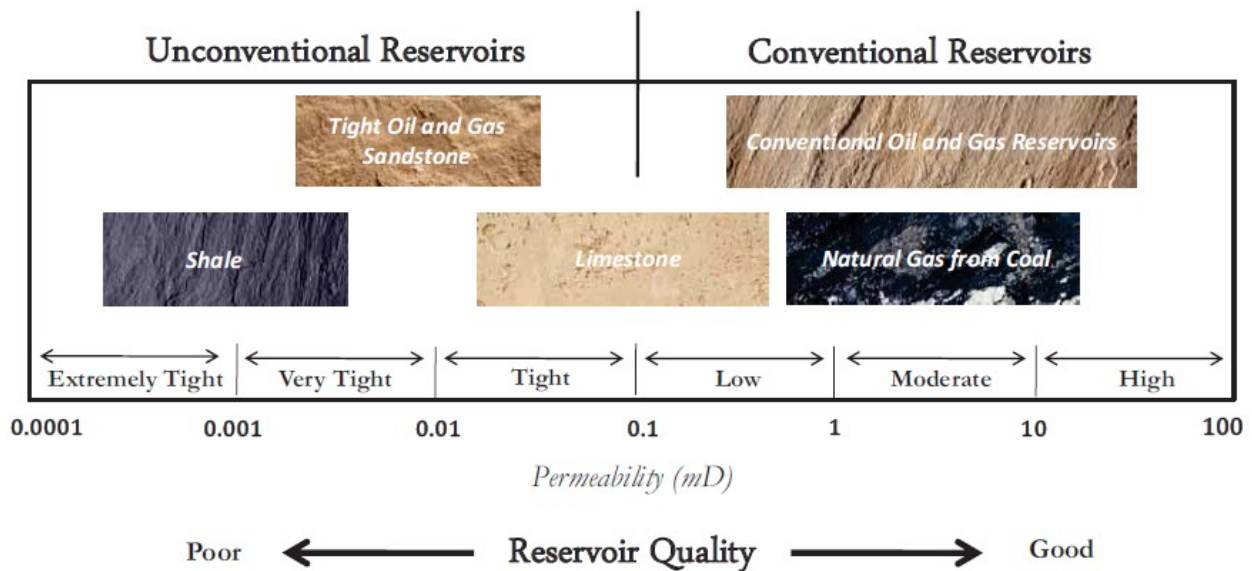 Unconventional Reservoirs
Conventional Reservoirs
Tight Oil and Gas
Sandstone
Conventional Oil and Gas Reservoirs
Shale
Limestone
Natural Gas from Coal
Extremely Tight
Very Tight
Tight
Low
Moderate
High
0.0001
0.001
0.01
0.1
1
10
100
Permeability (mD)
Poor
Reservoir Quality
Good